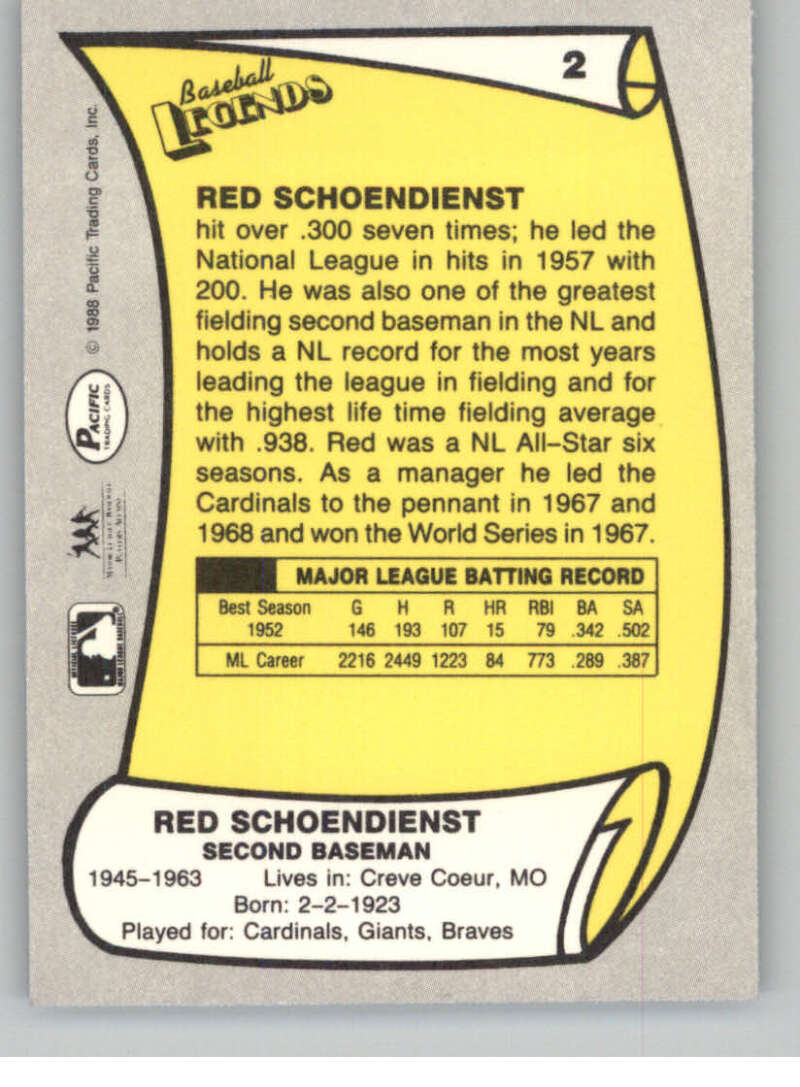 2
Baseball
LEGENDS
RED SCHOENDIENST
hit over .300 seven times; he led the
National League in hits in 1957 with
200. He was also one of the greatest
fielding second baseman in the NL and
holds a NL record for the most years
leading the league in fielding and for
the highest life time fielding average
with .938. Red was a NL All-Star six
seasons. As a manager he led the
Cardinals to the pennant in 1967 and
1968 and won the World Series in 1967.
MAJOR LEAGUE BATTING RECORD
Best Season G H R HR RBI BA SA
1952 146 193 107 15 79 .342 .502
ML Career 2216 2449 1223 84 773 .289 .387
RED SCHOENDIENST
SECOND BASEMAN
1945-1963 Lives in: Creve Coeur, MO
Born: 2-2-1923
Played for: Cardinals, Giants, Braves
© 1988 Pacific Trading Cards, Inc.
PACIFIC
TRADING CARDS
MAJOR LEAGUE BASEBALL
PLAYERS ALUMNI